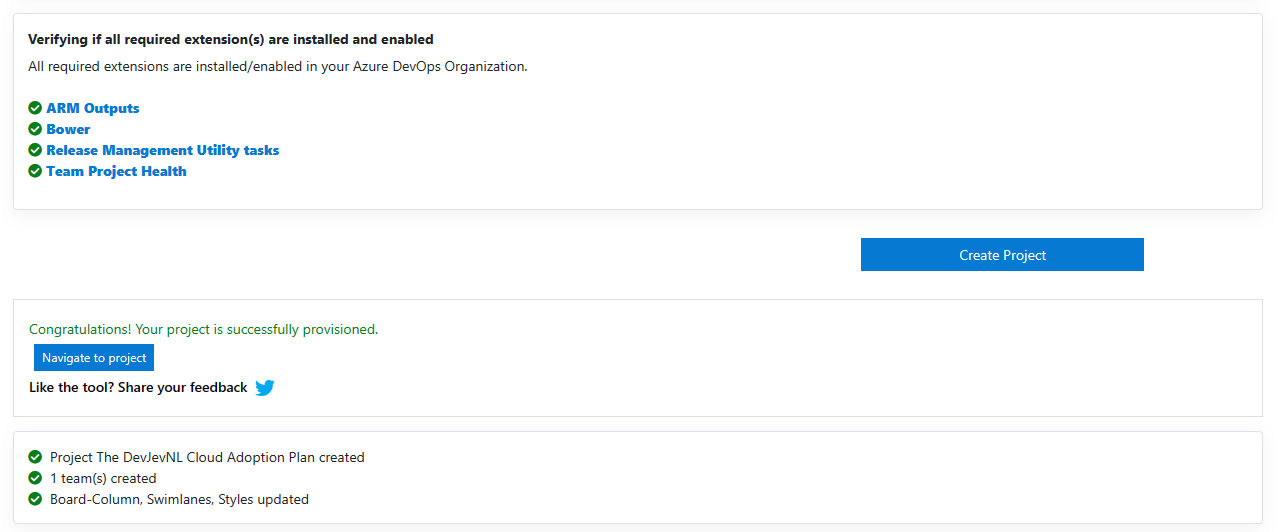 Verifying if all required extension(s) are installed and enabled
All required extensions are installed/enabled in your Azure DevOps Organization.
ARM Outputs
Bower
Release Management Utility tasks
Team Project Health
Create Project
Congratulations! Your project is successfully provisioned.
Navigate to project
Like the tool? Share your feedback
Project The DevJevNL Cloud Adoption Plan created
1 team(s) created
Board-Column, Swimlanes, Styles updated